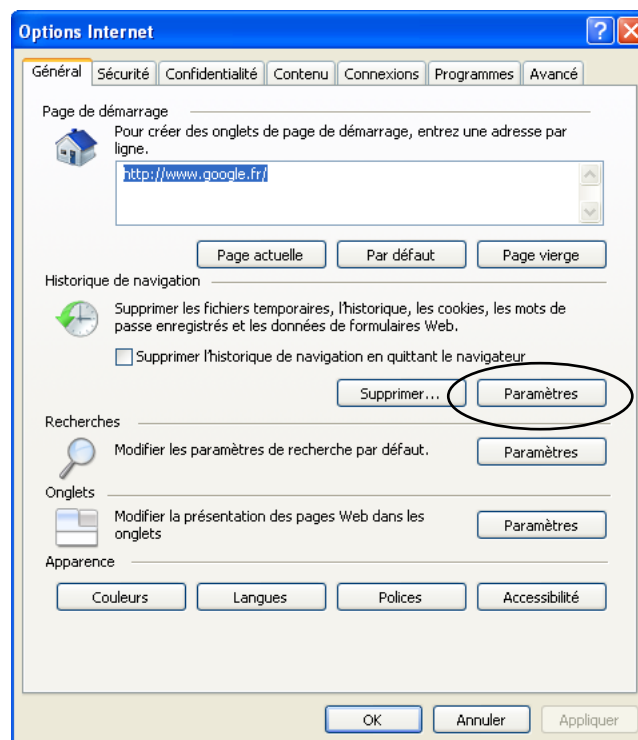 Options Internet
Général Sécurité Confidentialité Contenu Connexions Programmes Avancé
Page de démarrage
Pour créer des onglets de page de démarrage, entrez une adresse par
ligne.
http://www.google.fr/
Page actuelle Par défaut Page vierge
Historique de navigation
Supprimer les fichiers temporaires, l'historique, les cookies, les mots de
passe enregistrés et les données de formulaires Web.
Supprimer l'historique de navigation en quittant le navigateur
Supprimer... Paramètres
Recherches
Modifier les paramètres de recherche par défaut.
Paramètres
Onglets
Modifier la présentation des pages Web dans les
onglets
Paramètres
Apparence
Couleurs Langues Polices Accessibilité
OK Annuler Appliquer